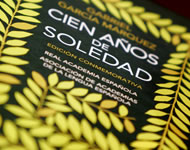 GABRIEL
GARCÍA MÁRQUEZ
CIEN AÑOS
DE
SOLEDAD
EDICIÓN CONMEMORATIVA
REAL ACADEMIA ESPAÑOLA
ASOCIACIÓN DE ACADEMIAS
DE LA LENGUA ESPAÑOLA